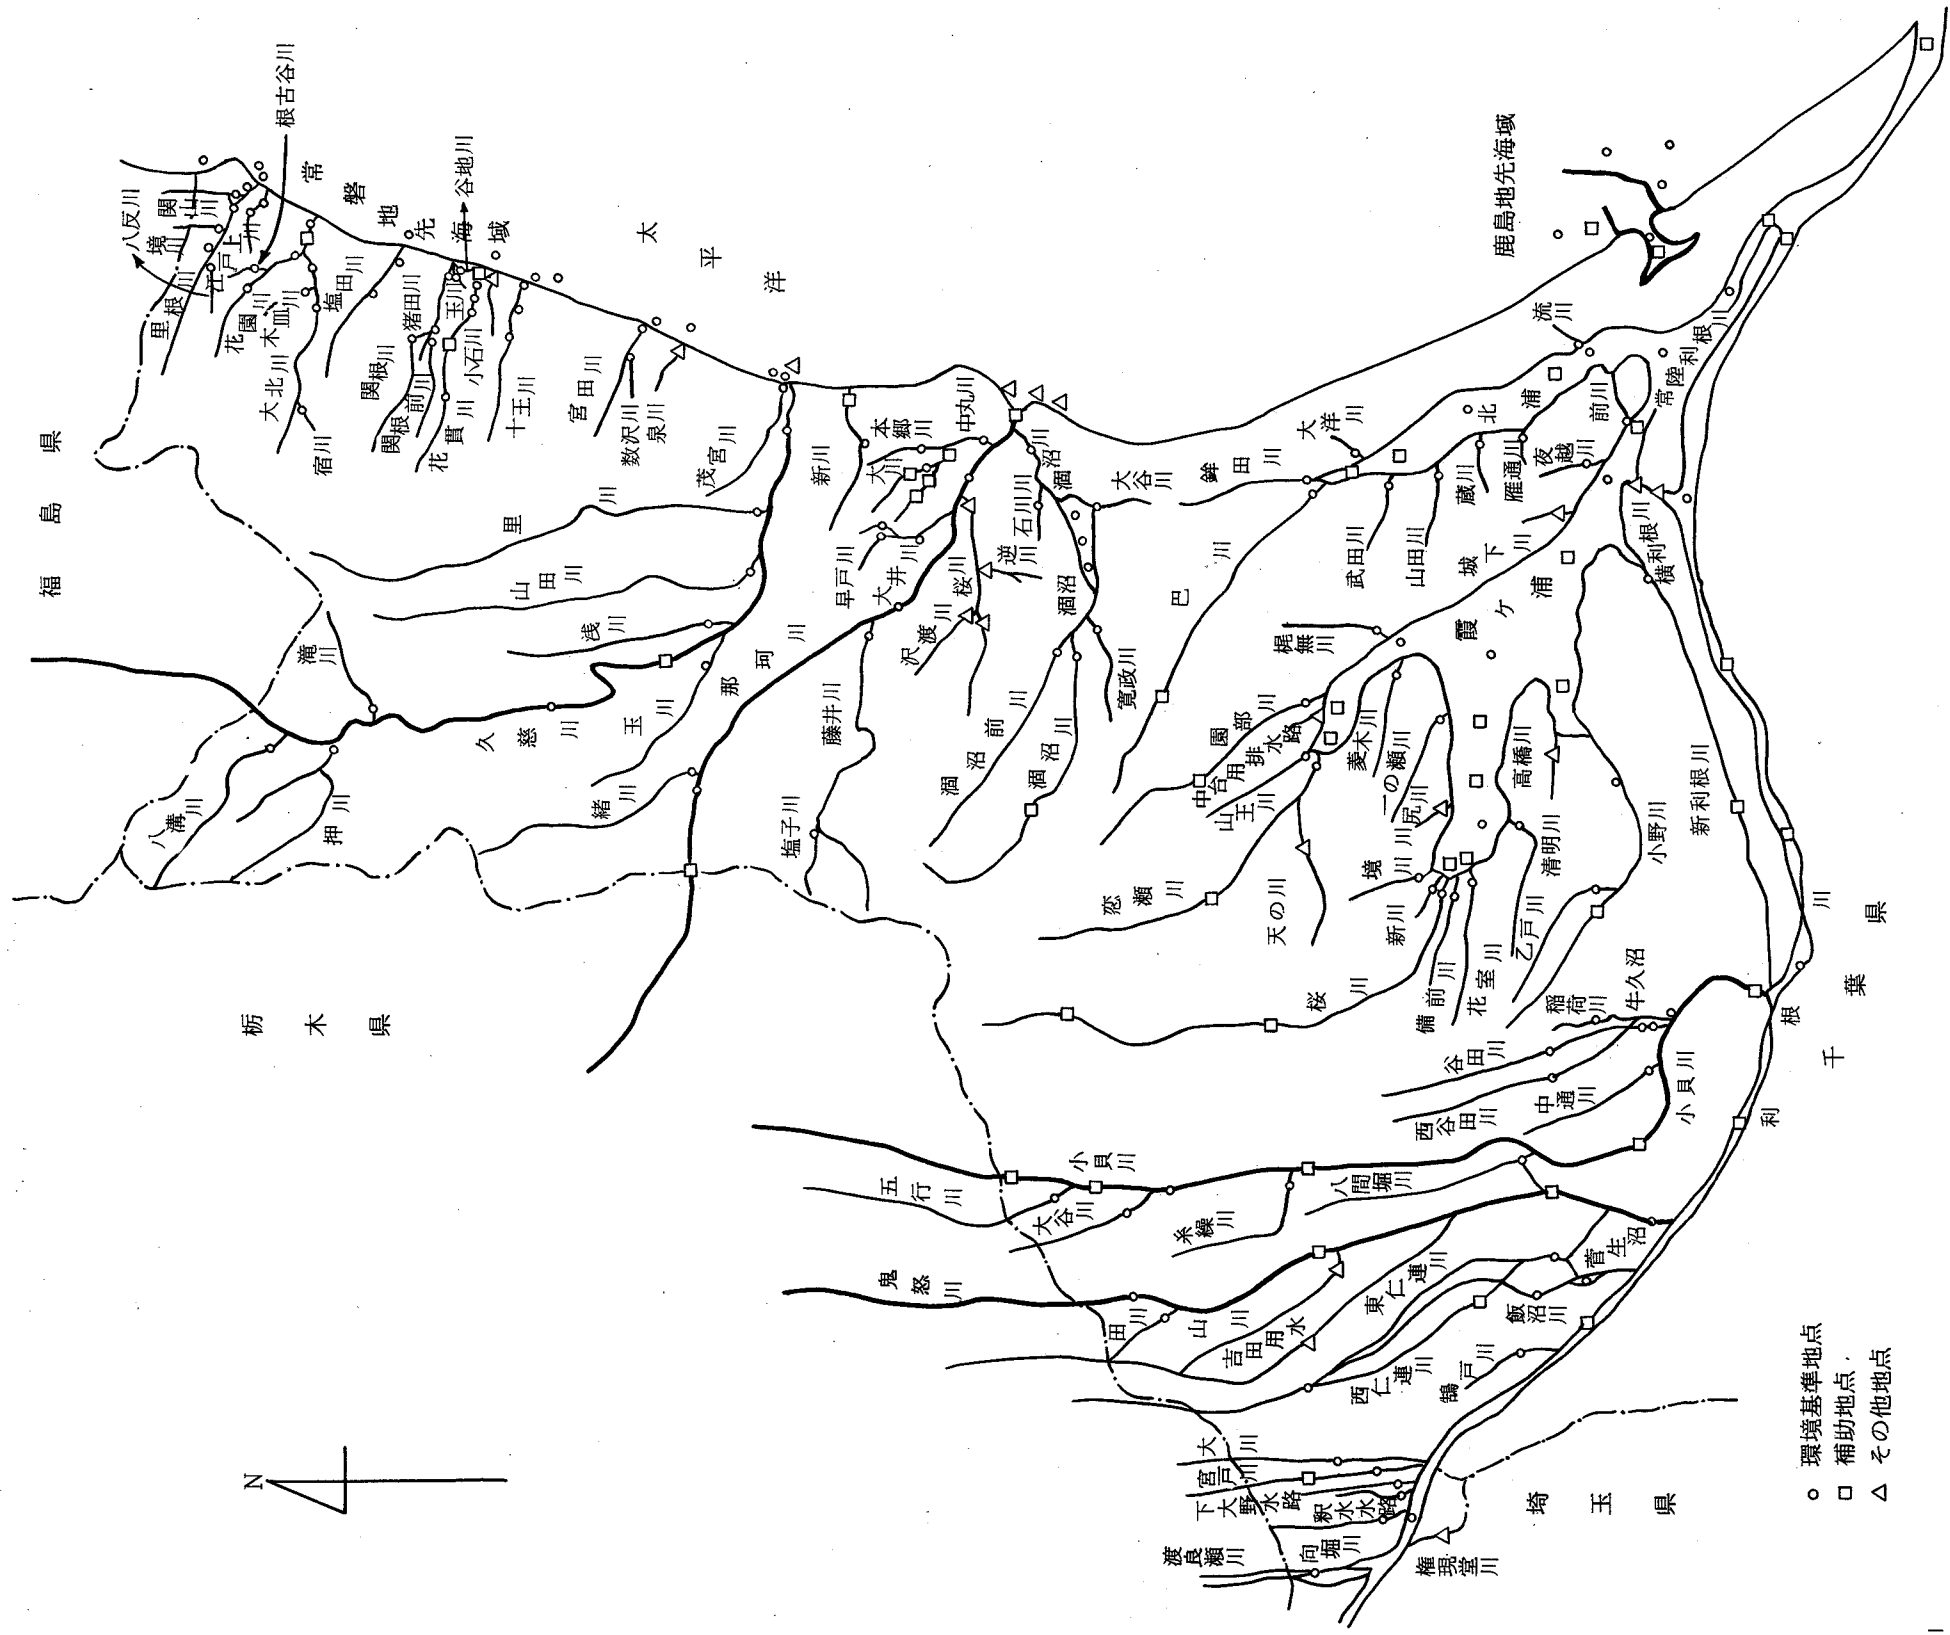 福島県
栃木県
埼玉県
千葉県
太平洋
常磐地先海域
鹿島地先海域
N
八反川
根古谷川
関山川
境川
里根川
江戸上川
花園川
木皿川
大北川
宿川
塩田川
谷地川
猪田川
玉川
関根川
関根前川
花貫川
小石川
十王川
宮田川
数沢川
泉川
茂宮川
里川
山田川
浅川
滝川
久慈川
玉川
八溝川
押川
緒川
那珂川
新川
本郷川
大川
中丸川
早戸川
大井川
桜川
逆川
沢渡川
石川川
涸沼川
涸沼
大谷川
藤井川
塩子川
涸沼前川
涸沼川
寛政川
鉾田川
大洋川
巴川
武田川
山田川
蔵川
雁通川
夜越川
北浦
前川
流川
常陸利根川
城下川
横利根川
霞ケ浦
梶無川
園部川
中台用排水路
山王川
恋瀬川
天の川
菱木川
一の瀬川
尻川
境川
新川
桜川
備前川
花室川
高橋川
清明川
乙戸川
小野川
新利根川
稲荷川
牛久沼
谷田川
西谷田川
中通川
小貝川
利根川
五行川
小貝川
大谷川
糸繰川
八間堀川
鬼怒川
田川
山川
吉田用水
東仁連川
西仁連川
飯沼川
菅生沼
鵠戸川
大川
宮戸川
下大野水路
釈水水路
向堀川
渡良瀬川
権現堂川
○ 環境基準地点
□ 補助地点
△ その他地点